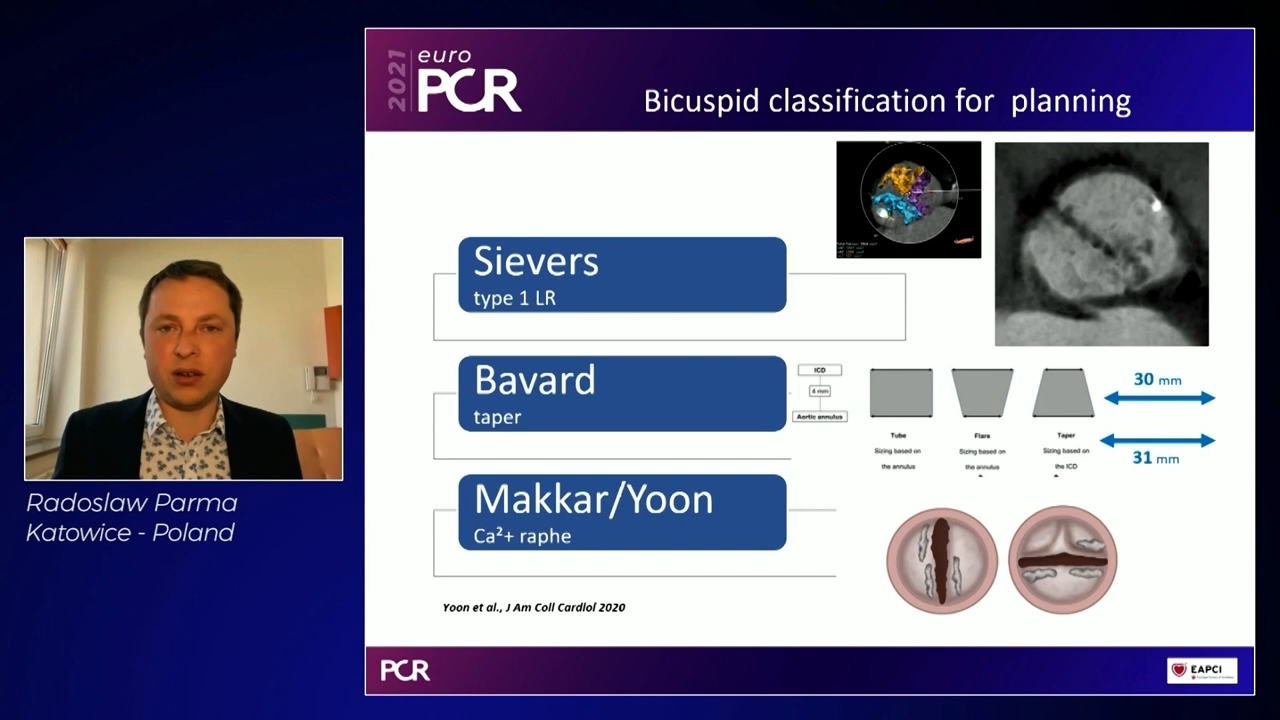 2021
euro
PCR
Bicuspid classification for planning
Sievers
type 1 LR
Bavard
taper
ICD
4 mm
Aortic annulus
Tube
Sizing based on
the annulus
Flare
Sizing based on
the annulus
Taper
Sizing based on
the ICD
30 mm
31 mm
Makkar/Yoon
Ca²+ raphe
Yoon et al., J Am Coll Cardiol 2020
Radoslaw Parma
Katowice - Poland
PCR
EAPCI